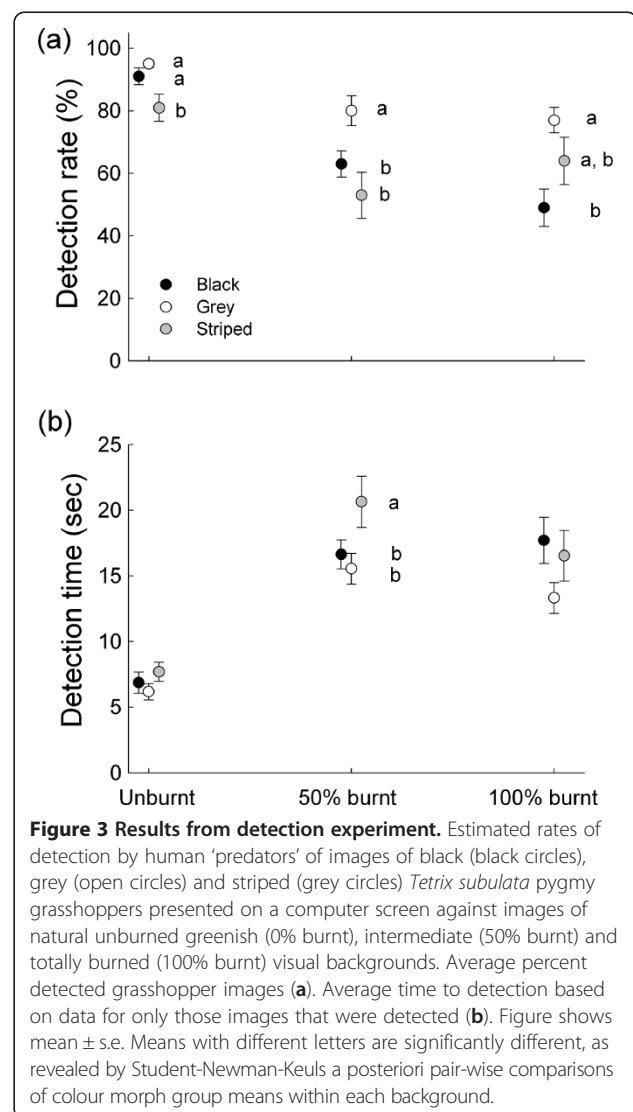 (a)
100
80
60
40
20
0
Detection rate (%)
a
a
b
a
b
b
a
a, b
b
Black
Grey
Striped
(b)
25
20
15
10
5
0
Detection time (sec)
a
b
b
Unburnt 50% burnt 100% burnt
Figure 3 Results from detection experiment. Estimated rates of
detection by human ‘predators’ of images of black (black circles),
grey (open circles) and striped (grey circles) Tetrix subulata pygmy
grasshoppers presented on a computer screen against images of
natural unburned greenish (0% burnt), intermediate (50% burnt) and
totally burned (100% burnt) visual backgrounds. Average percent
detected grasshopper images (a). Average time to detection based
on data for only those images that were detected (b). Figure shows
mean ± s.e. Means with different letters are significantly different, as
revealed by Student-Newman-Keuls a posteriori pair-wise comparisons
of colour morph group means within each background.